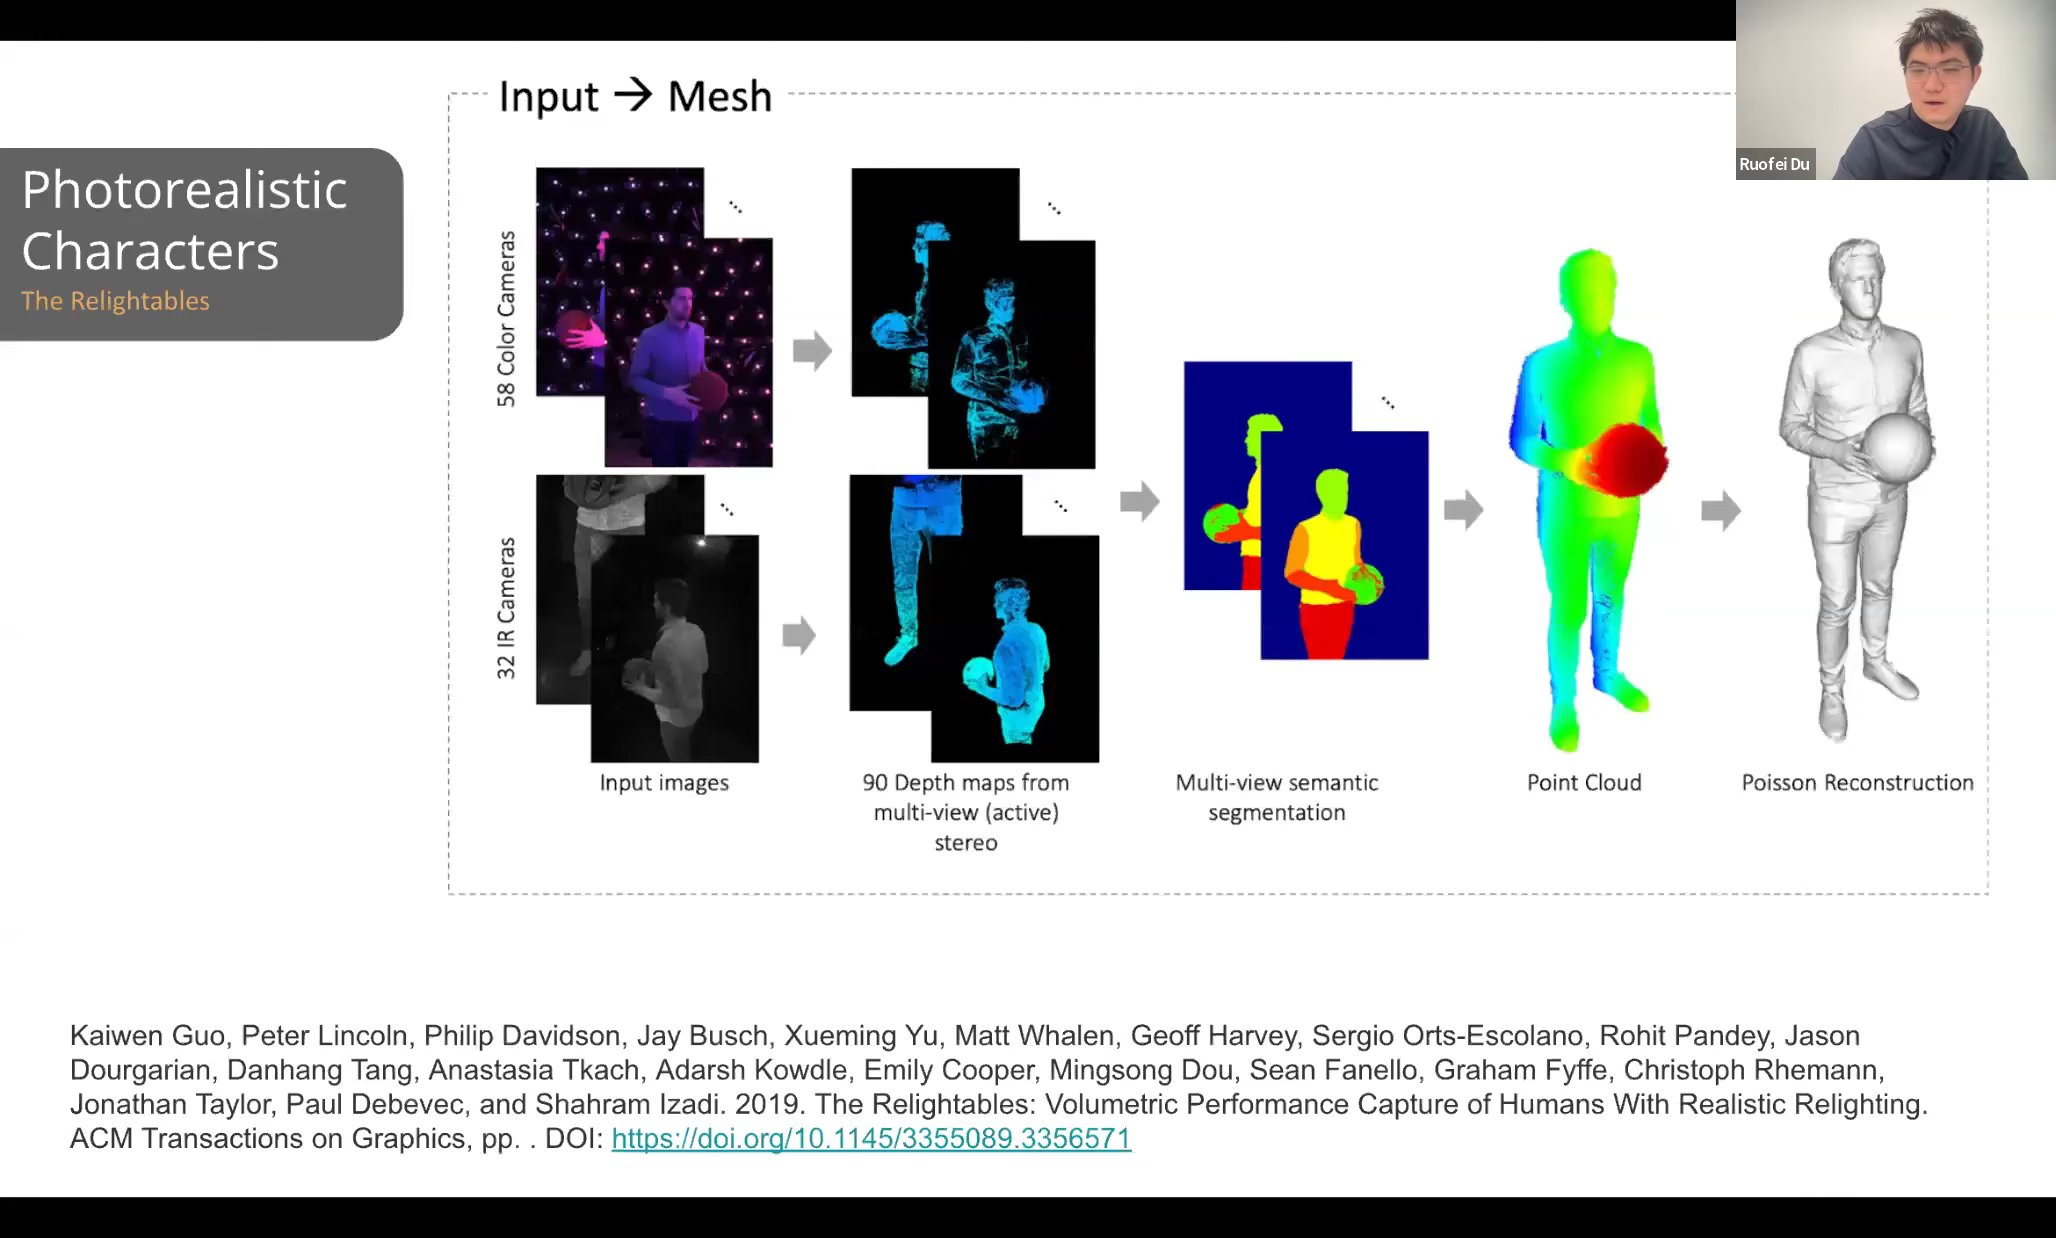 Input → Mesh
Ruofei Du
Photorealistic
Characters
The Relightables
58 Color Cameras
32 IR Cameras
Input images
90 Depth maps from
multi-view (active)
stereo
Multi-view semantic
segmentation
Point Cloud
Poisson Reconstruction
Kaiwen Guo, Peter Lincoln, Philip Davidson, Jay Busch, Xueming Yu, Matt Whalen, Geoff Harvey, Sergio Orts-Escolano, Rohit Pandey, Jason
Dourgarian, Danhang Tang, Anastasia Tkach, Adarsh Kowdle, Emily Cooper, Mingsong Dou, Sean Fanello, Graham Fyffe, Christoph Rhemann,
Jonathan Taylor, Paul Debevec, and Shahram Izadi. 2019. The Relightables: Volumetric Performance Capture of Humans With Realistic Relighting.
ACM Transactions on Graphics, pp. . DOI: https://doi.org/10.1145/3355089.3356571